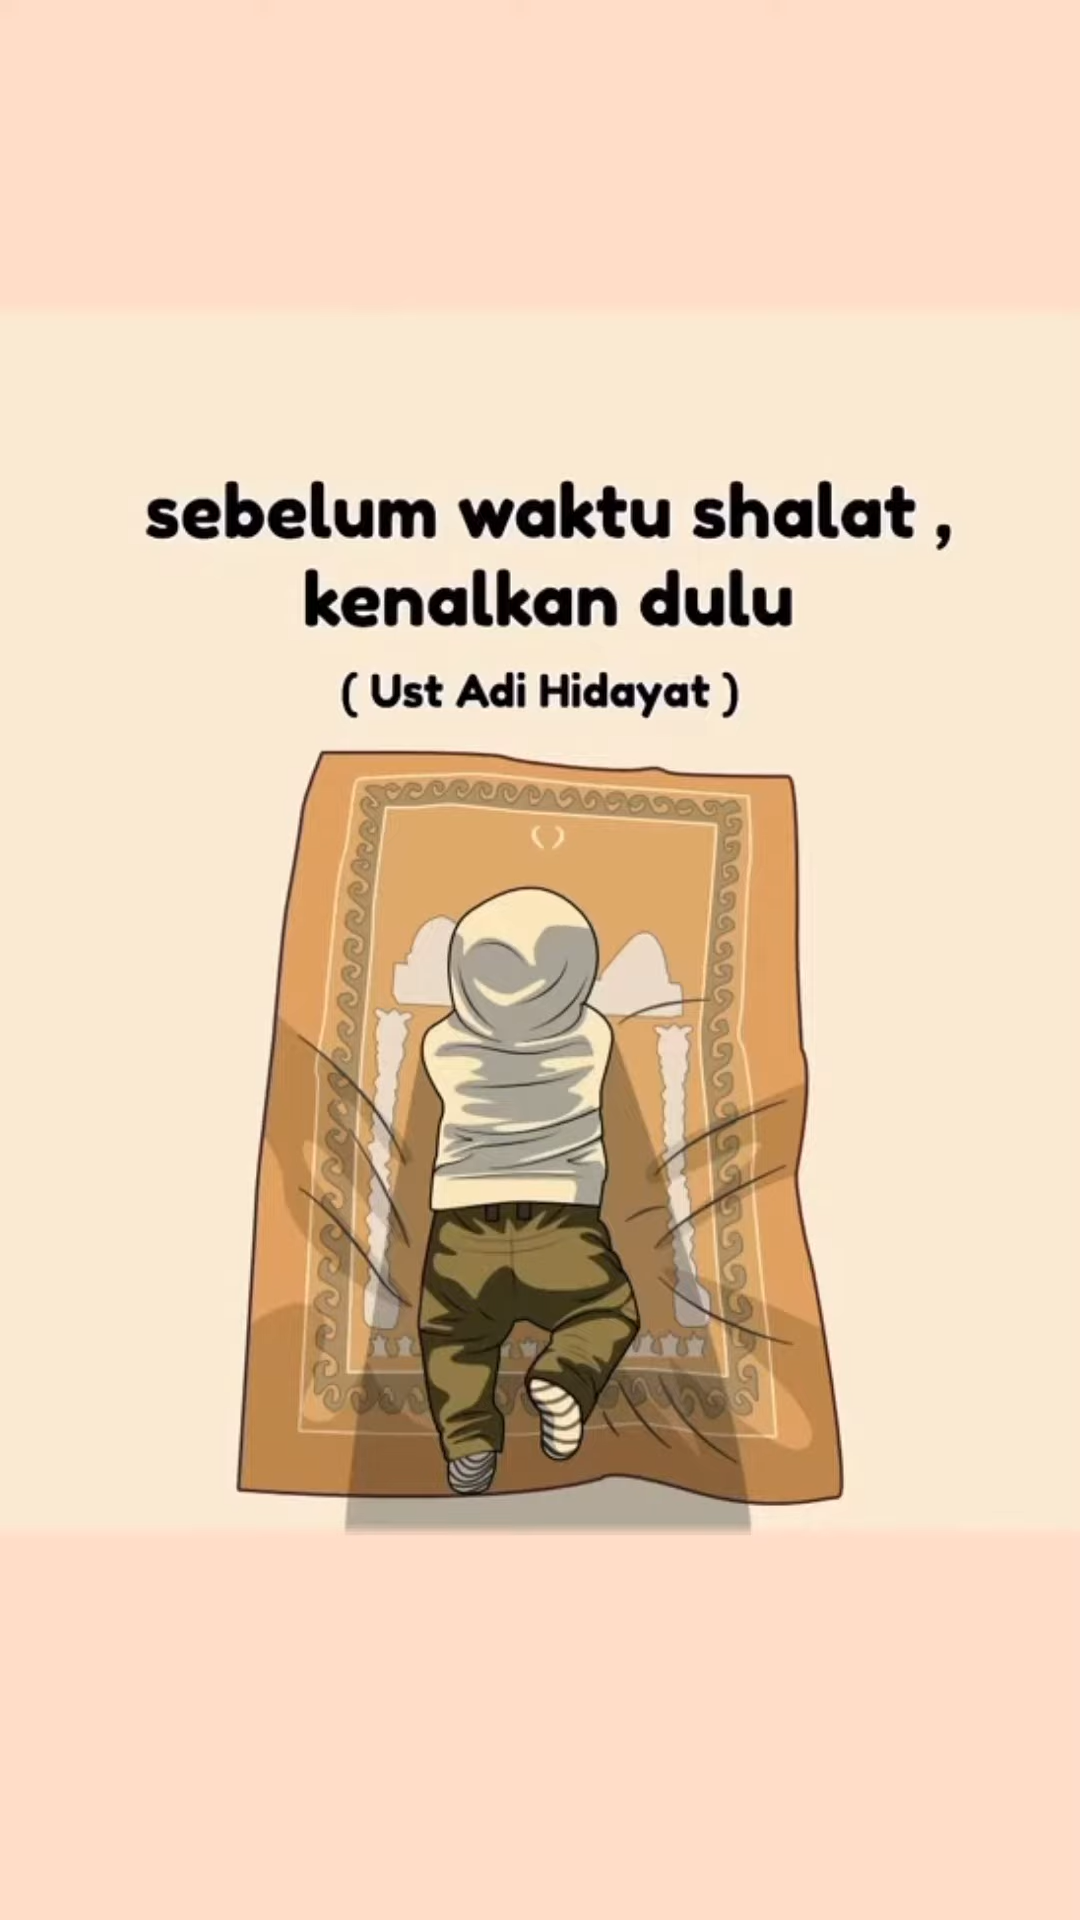 sebelum waktu shalat ,
kenalkan dulu
( Ust Adi Hidayat )